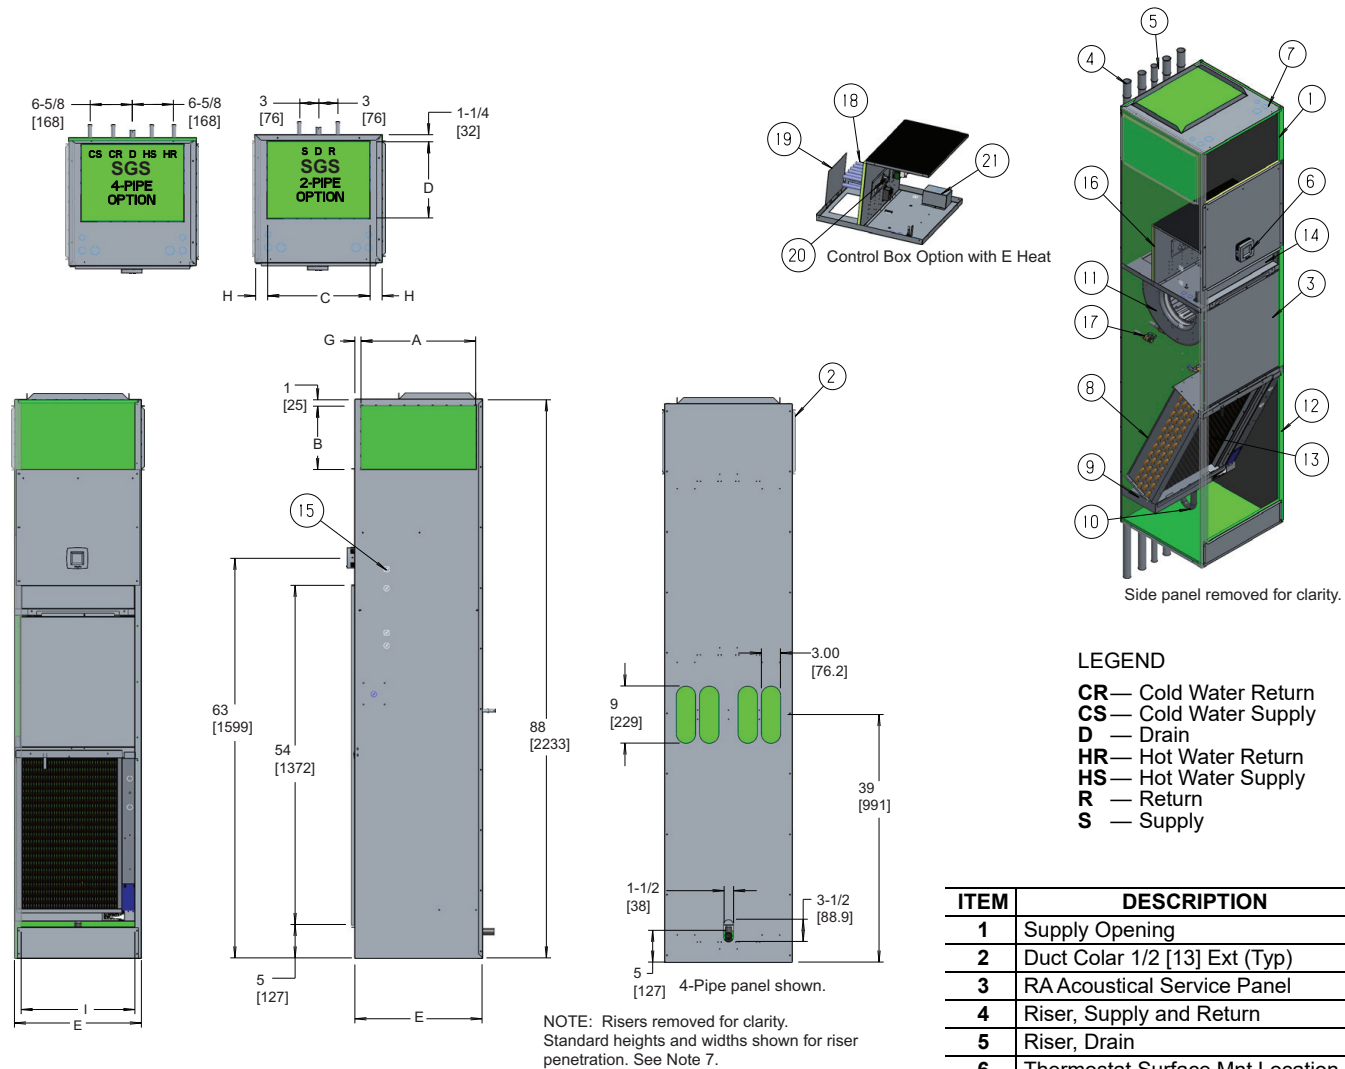 6-5/8
[168]
6-5/8
[168]
3
[76]
3
[76]
1-1/4
[32]
CS CR D HS HR
SGS
4-PIPE
OPTION
S D R
SGS
2-PIPE
OPTION
D
H
C
H
18
19
21
20
Control Box Option with E Heat
5
4
7
1
16
6
14
11
3
17
8
12
9
13
10
Side panel removed for clarity.
G
A
1
[25]
B
15
2
63
[1599]
54
[1372]
88
[2233]
5
[127]
I
E
E
3.00
[76.2]
9
[229]
39
[991]
1-1/2
[38]
3-1/2
[88.9]
5
[127]
4-Pipe panel shown.
NOTE: Risers removed for clarity.
Standard heights and widths shown for riser
penetration. See Note 7.
LEGEND
CR — Cold Water Return
CS — Cold Water Supply
D — Drain
HR — Hot Water Return
HS — Hot Water Supply
R — Return
S — Supply
ITEM DESCRIPTION
1 Supply Opening
2 Duct Colar 1/2 [13] Ext (Typ)
3 RA Acoustical Service Panel
4 Riser, Supply and Return
5 Riser, Drain
6 Thermostat Surface Mnt Location